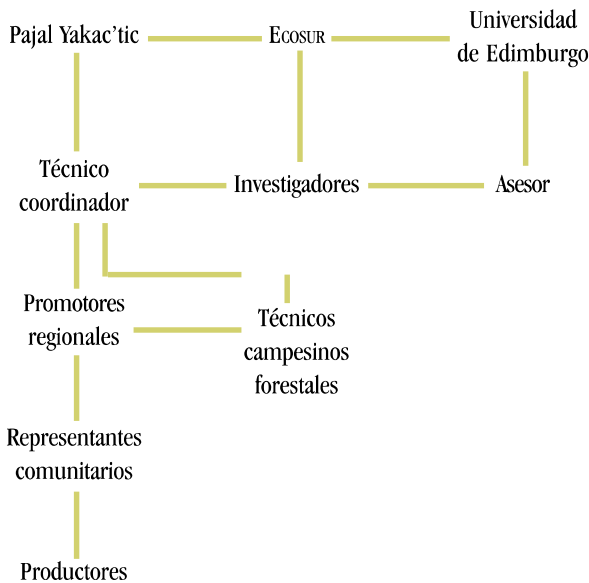 Pajal Yakac’tic
ECOSUR
Universidad
de Edimburgo
Técnico
coordinador
Investigadores
Asesor
Promotores
regionales
Técnicos
campesinos
forestales
Representantes
comunitarios
Productores